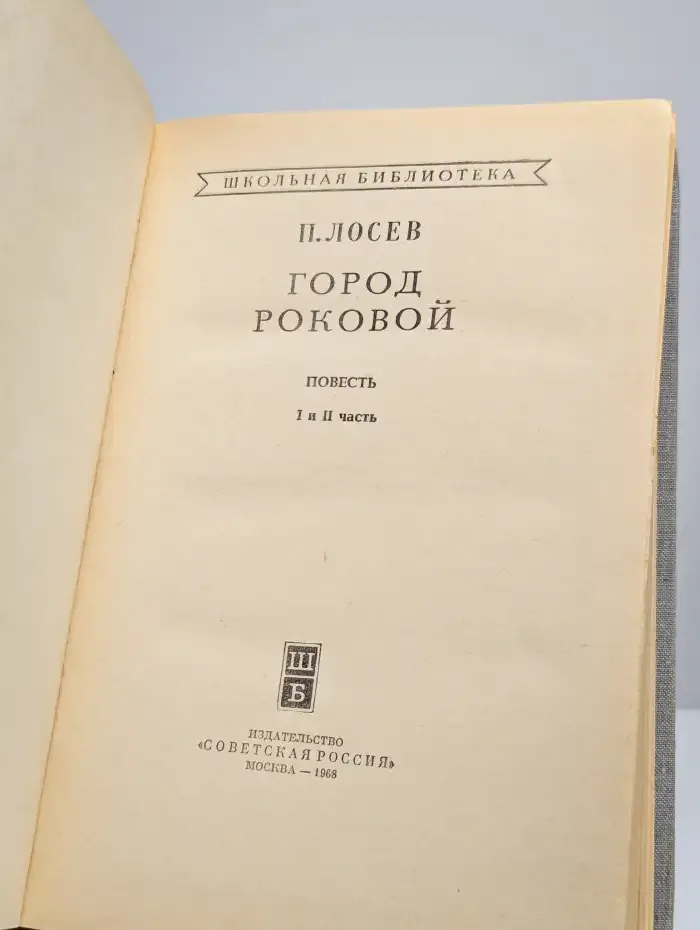 ШКОЛЬНАЯ БИБЛИОТЕКА
П. ЛОСЕВ
ГОРОД
РОКОВОЙ
ПОВЕСТЬ
I и II часть
Ш
Б
ИЗДАТЕЛЬСТВО
«СОВЕТСКАЯ РОССИЯ»
МОСКВА — 1968